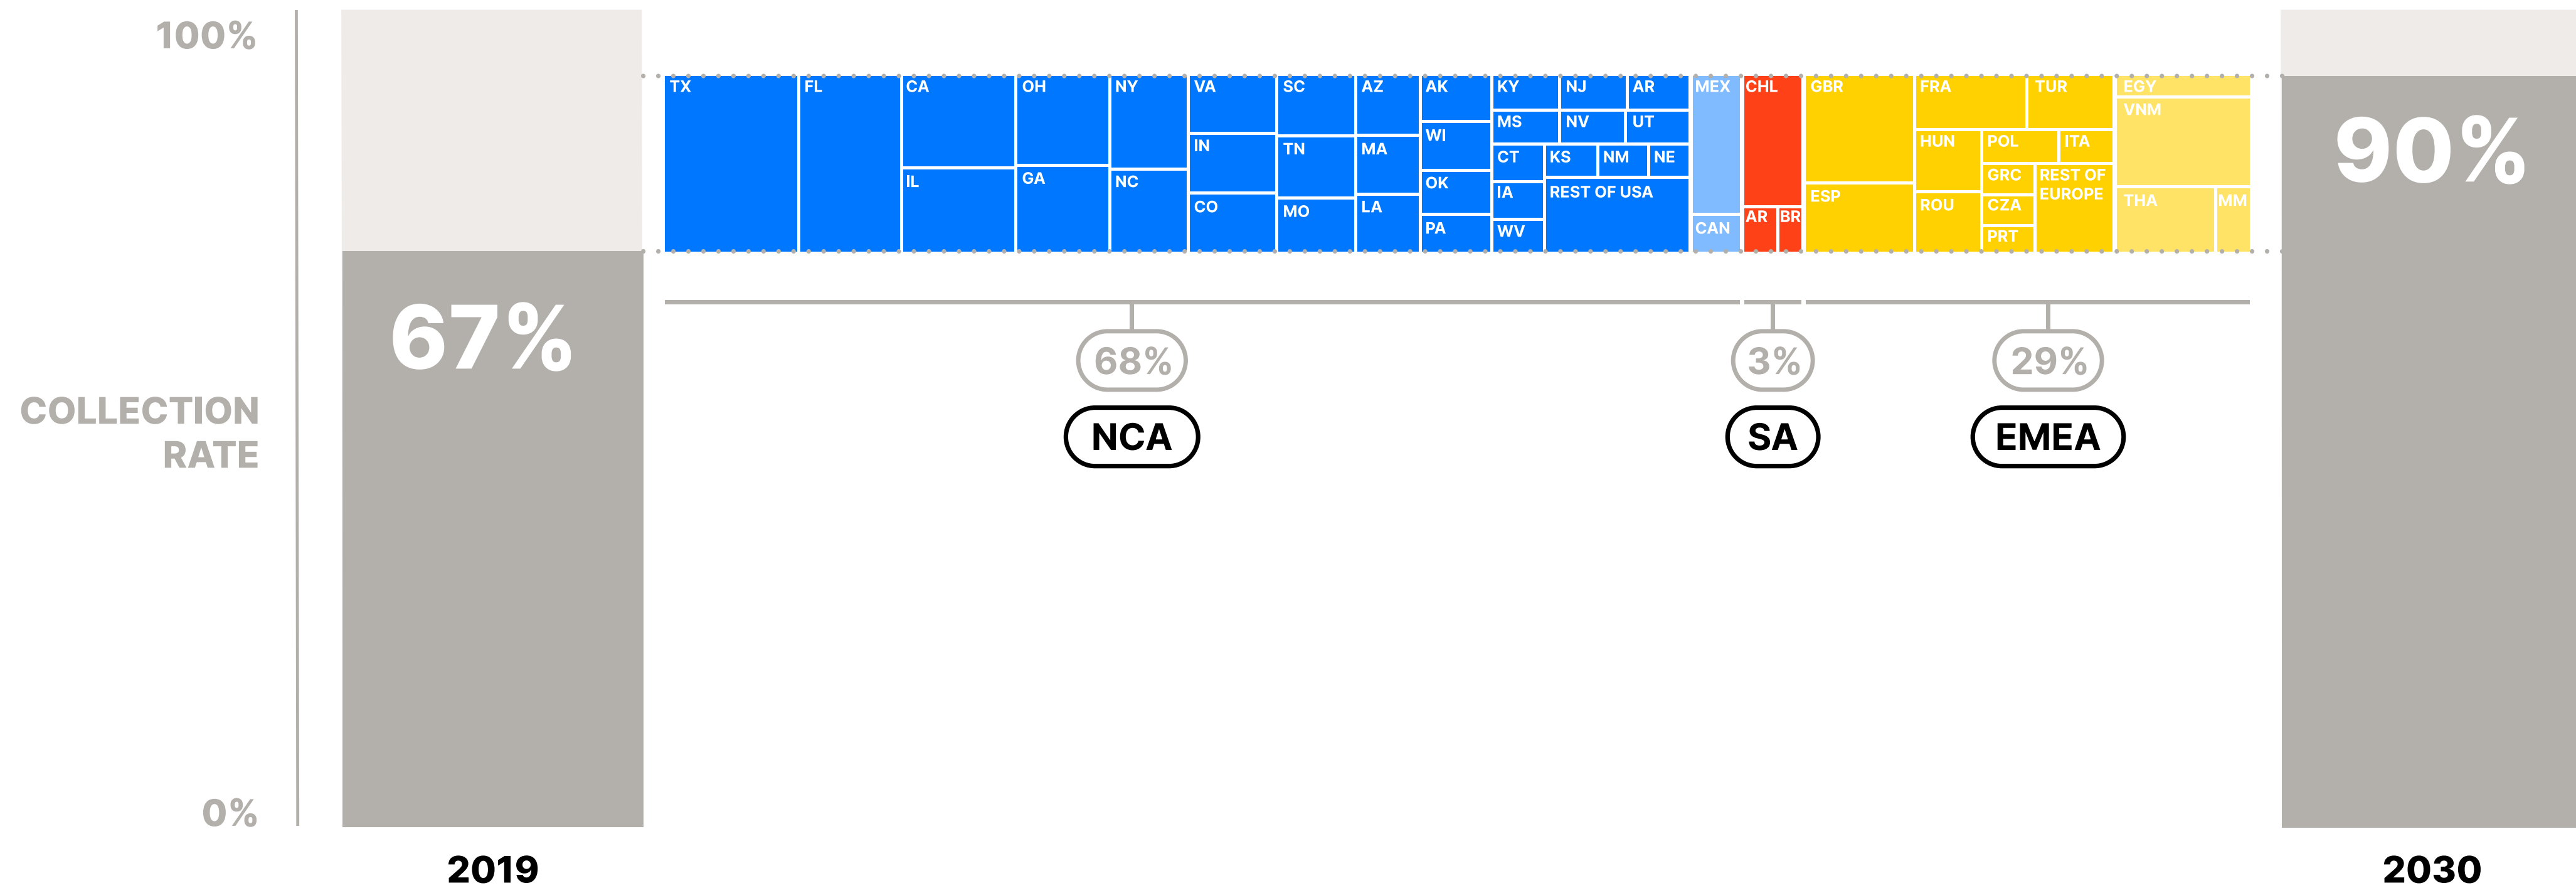 100%
COLLECTION
RATE
0%
67%
2019
TX
FL
CA
IL
OH
GA
NY
NC
VA
IN
CO
SC
TN
MO
AZ
MA
LA
AK
WI
OK
PA
KY
NJ
AR
MS
NV
UT
CT
KS
NM
NE
IA
WV
REST OF USA
MEX
CAN
CHL
AR
BR
GBR
ESP
FRA
TUR
HUN
POL
ITA
ROU
GRC
CZA
PRT
REST OF
EUROPE
EGY
VNM
THA
MM
68%
NCA
3%
SA
29%
EMEA
90%
2030